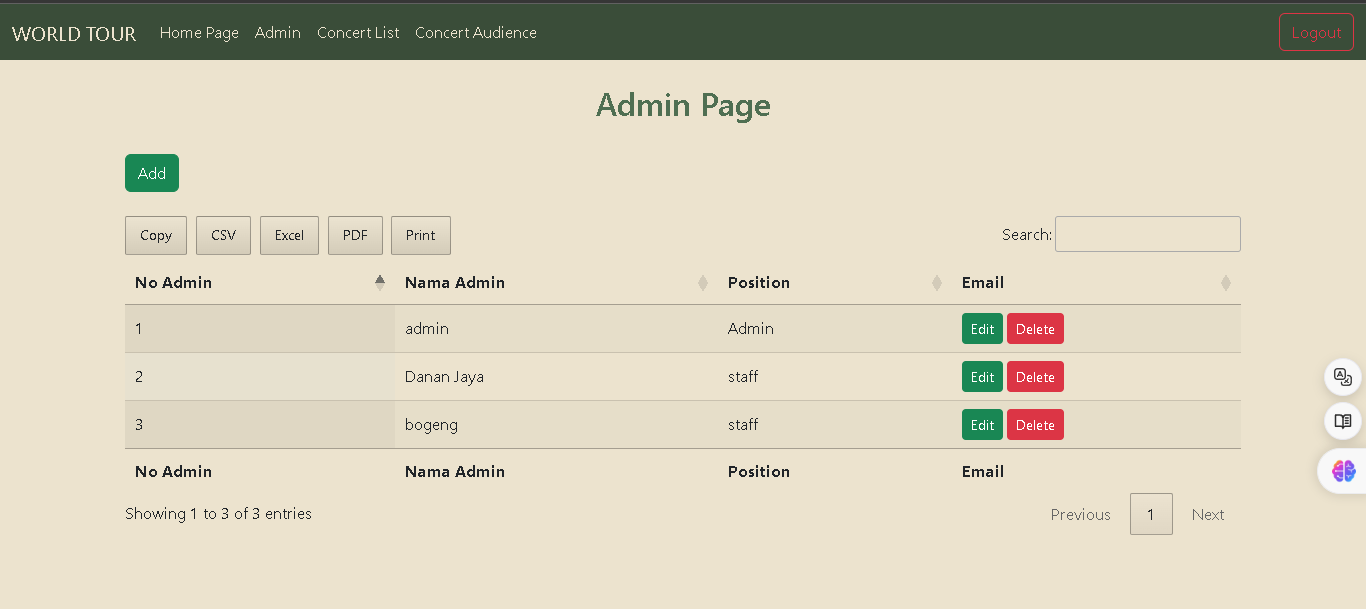 WORLD TOUR Home Page Admin Concert List Concert Audience Logout
Admin Page
Add
Copy CSV Excel PDF Print Search:
No Admin Nama Admin Position Email
1 admin Admin Edit Delete
2 Danan Jaya staff Edit Delete
3 bogeng staff Edit Delete
No Admin Nama Admin Position Email
Showing 1 to 3 of 3 entries Previous 1 Next